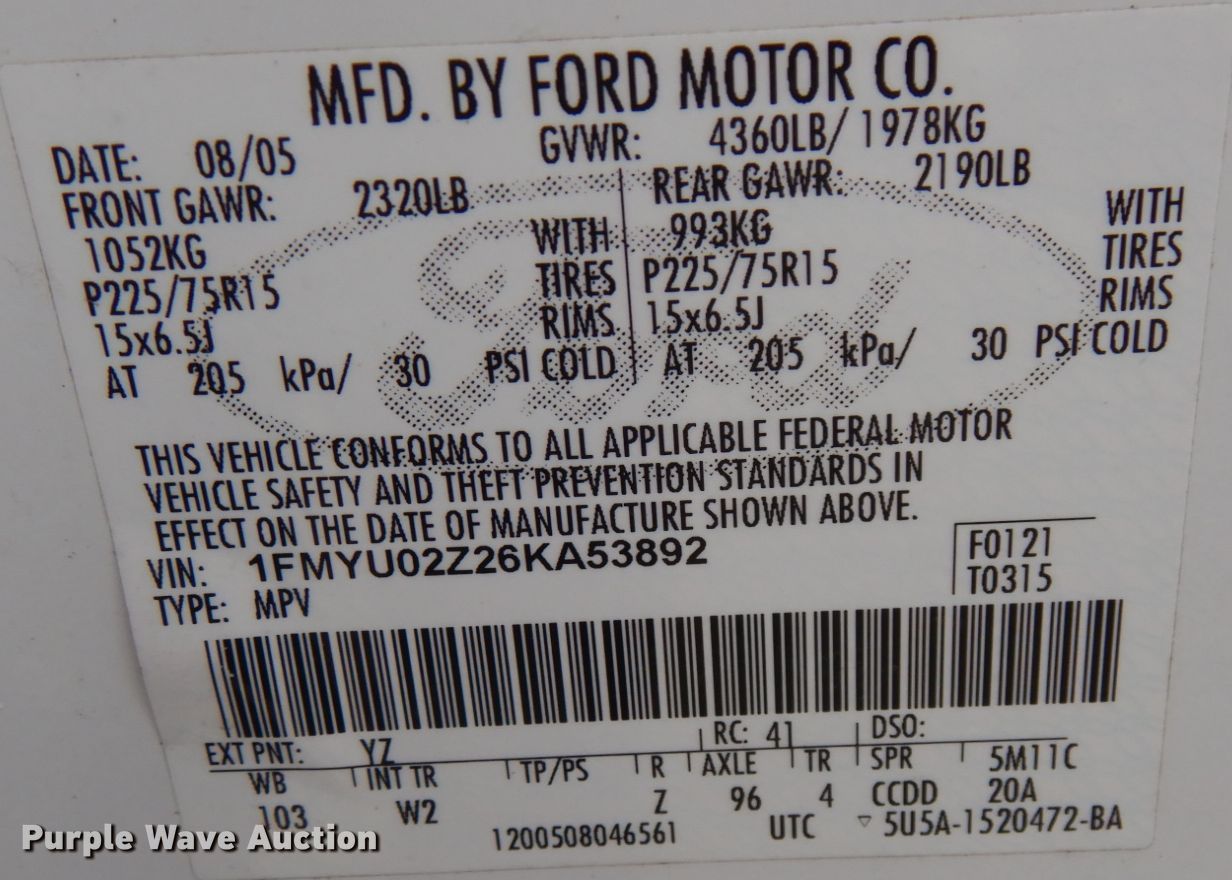 MFD. BY FORD MOTOR CO.
DATE: 08/05 GVWR: 4360LB/ 1978KG
FRONT GAWR: 2320LB REAR GAWR: 2190LB
1052KG WITH 993KG WITH
P225/75R15 TIRES P225/75R15 TIRES
15x6.5J RIMS 15x6.5J RIMS
AT 205 kPa/ 30 PSI COLD AT 205 kPa/ 30 PSI COLD
Ford
THIS VEHICLE CONFORMS TO ALL APPLICABLE FEDERAL MOTOR
VEHICLE SAFETY AND THEFT PREVENTION STANDARDS IN
EFFECT ON THE DATE OF MANUFACTURE SHOWN ABOVE.
VIN: 1FMYU02Z26KA53892 F0121
TYPE: MPV T0315
EXT PNT: YZ RC: 41 DSO:
WB INT TR TP/PS R AXLE TR SPR 5M11C
103 W2 Z 96 4 CCDD 20A
1200508046561 UTC ▽ 5U5A-1520472-BA
Purple Wave Auction